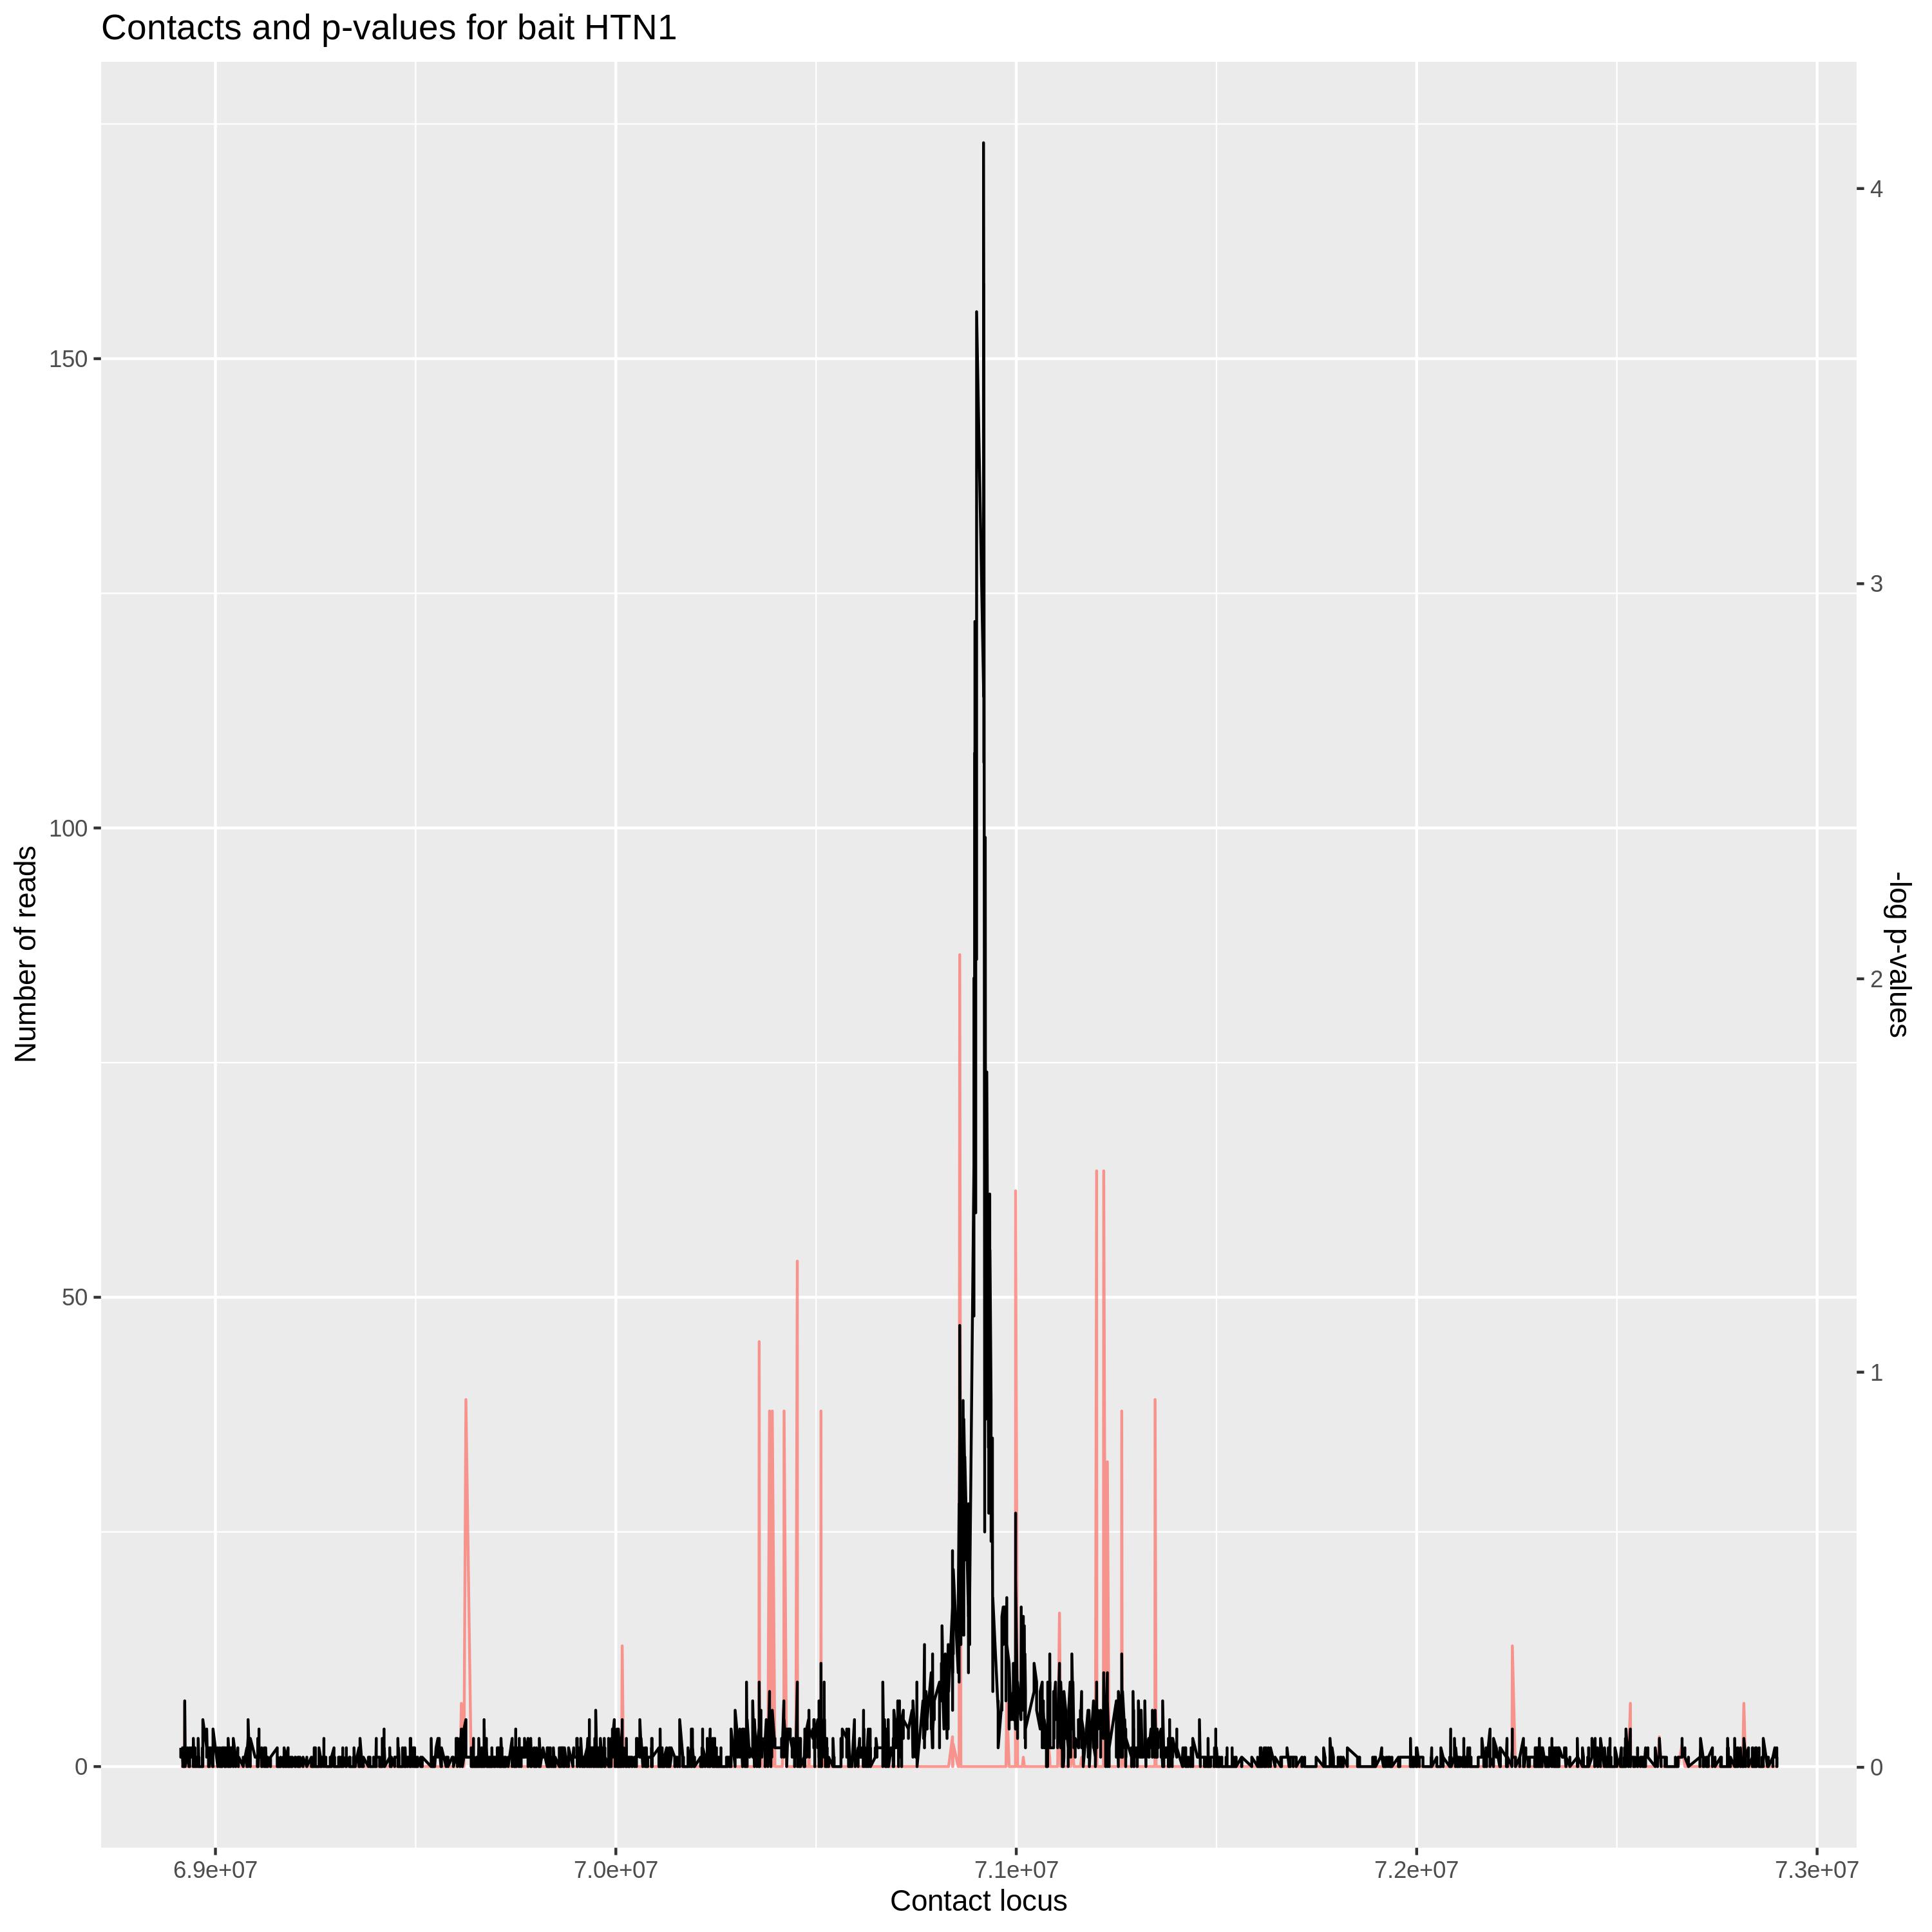 Contacts and p-values for bait HTN1
150
100
50
0
Number of reads
4
3
2
1
0
-log p-values
6.9e+07
7.0e+07
7.1e+07
7.2e+07
7.3e+07
Contact locus